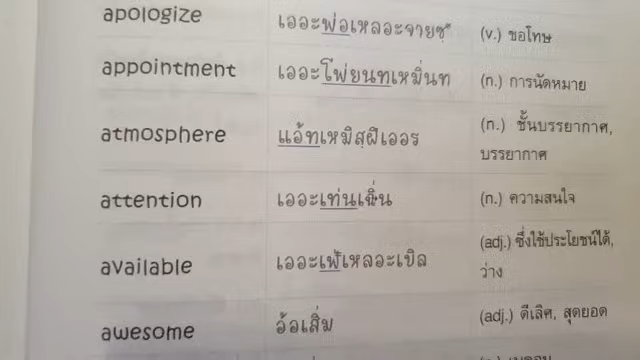 apologize เออะพ่อเหลอะจายซฺ (v.) ขอโทษ
appointment เออะโพ่ยนทเหมิ่นท (n.) การนัดหมาย
atmosphere แอ้ทเหมิสฺผิเออร (n.) ชั้นบรรยากาศ,
บรรยากาศ
attention เออะเท่นเฉิ่น (n.) ความสนใจ
available เออะเฟ้เหลอะเบิล (adj.) ซึ่งใช้ประโยชน์ได้,
ว่าง
awesome อ้อเสิ่ม (adj.) ดีเลิศ, สุดยอด